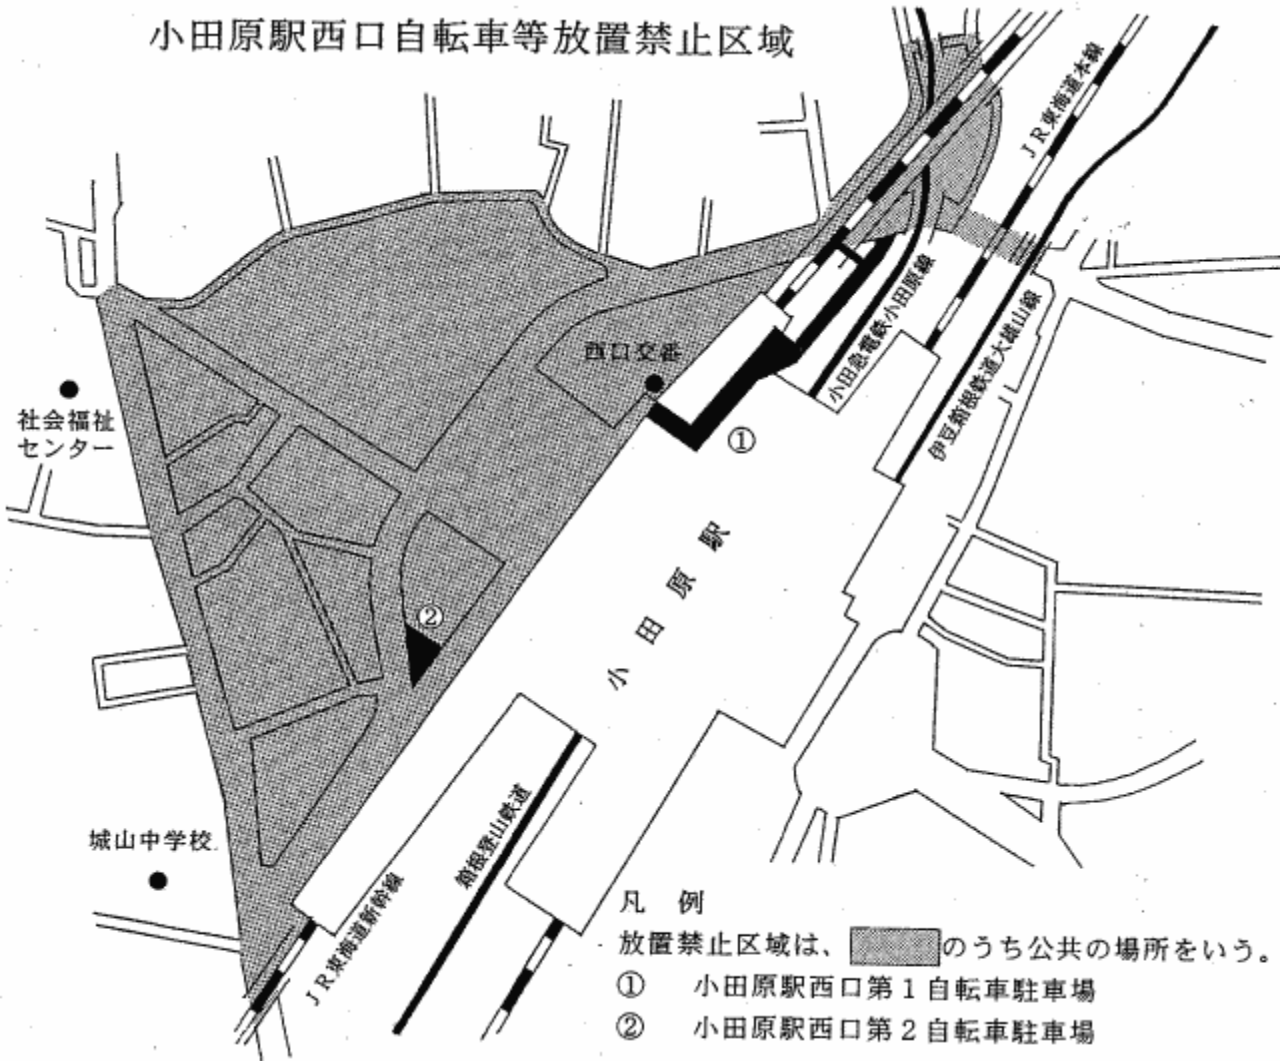 小田原駅西口自転車等放置禁止区域
JR東海道本線
小田急電鉄小田原線
伊豆箱根鉄道大雄山線
西口交番
①
社会福祉
センター
②
小田原駅
箱根登山鉄道
城山中学校
JR東海道新幹線
凡 例
放置禁止区域は、のうち公共の場所をいう。
① 小田原駅西口第1自転車駐車場
② 小田原駅西口第2自転車駐車場